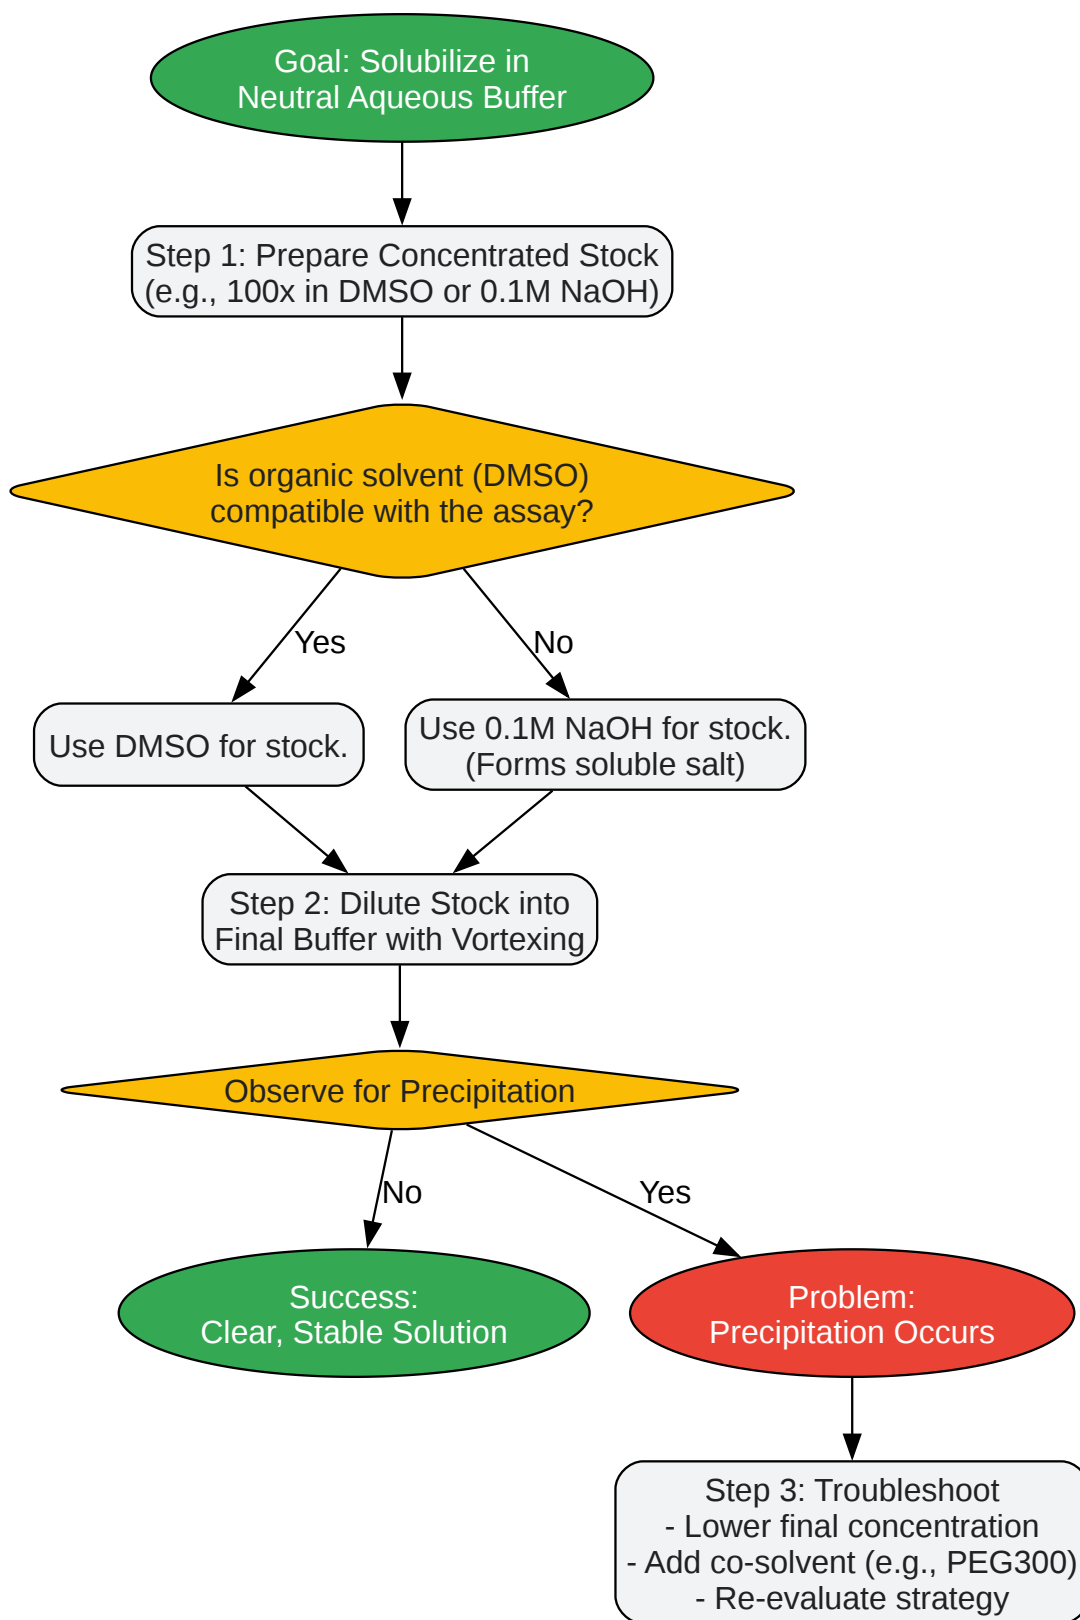 Goal: Solubilize in
Neutral Aqueous Buffer
Step 1: Prepare Concentrated Stock
(e.g., 100x in DMSO or 0.1M NaOH)
Is organic solvent (DMSO)
compatible with the assay?
Yes
No
Use DMSO for stock.
Use 0.1M NaOH for stock.
(Forms soluble salt)
Step 2: Dilute Stock into
Final Buffer with Vortexing
Observe for Precipitation
No
Yes
Success:
Clear, Stable Solution
Problem:
Precipitation Occurs
Step 3: Troubleshoot
- Lower final concentration
- Add co-solvent (e.g., PEG300)
- Re-evaluate strategy